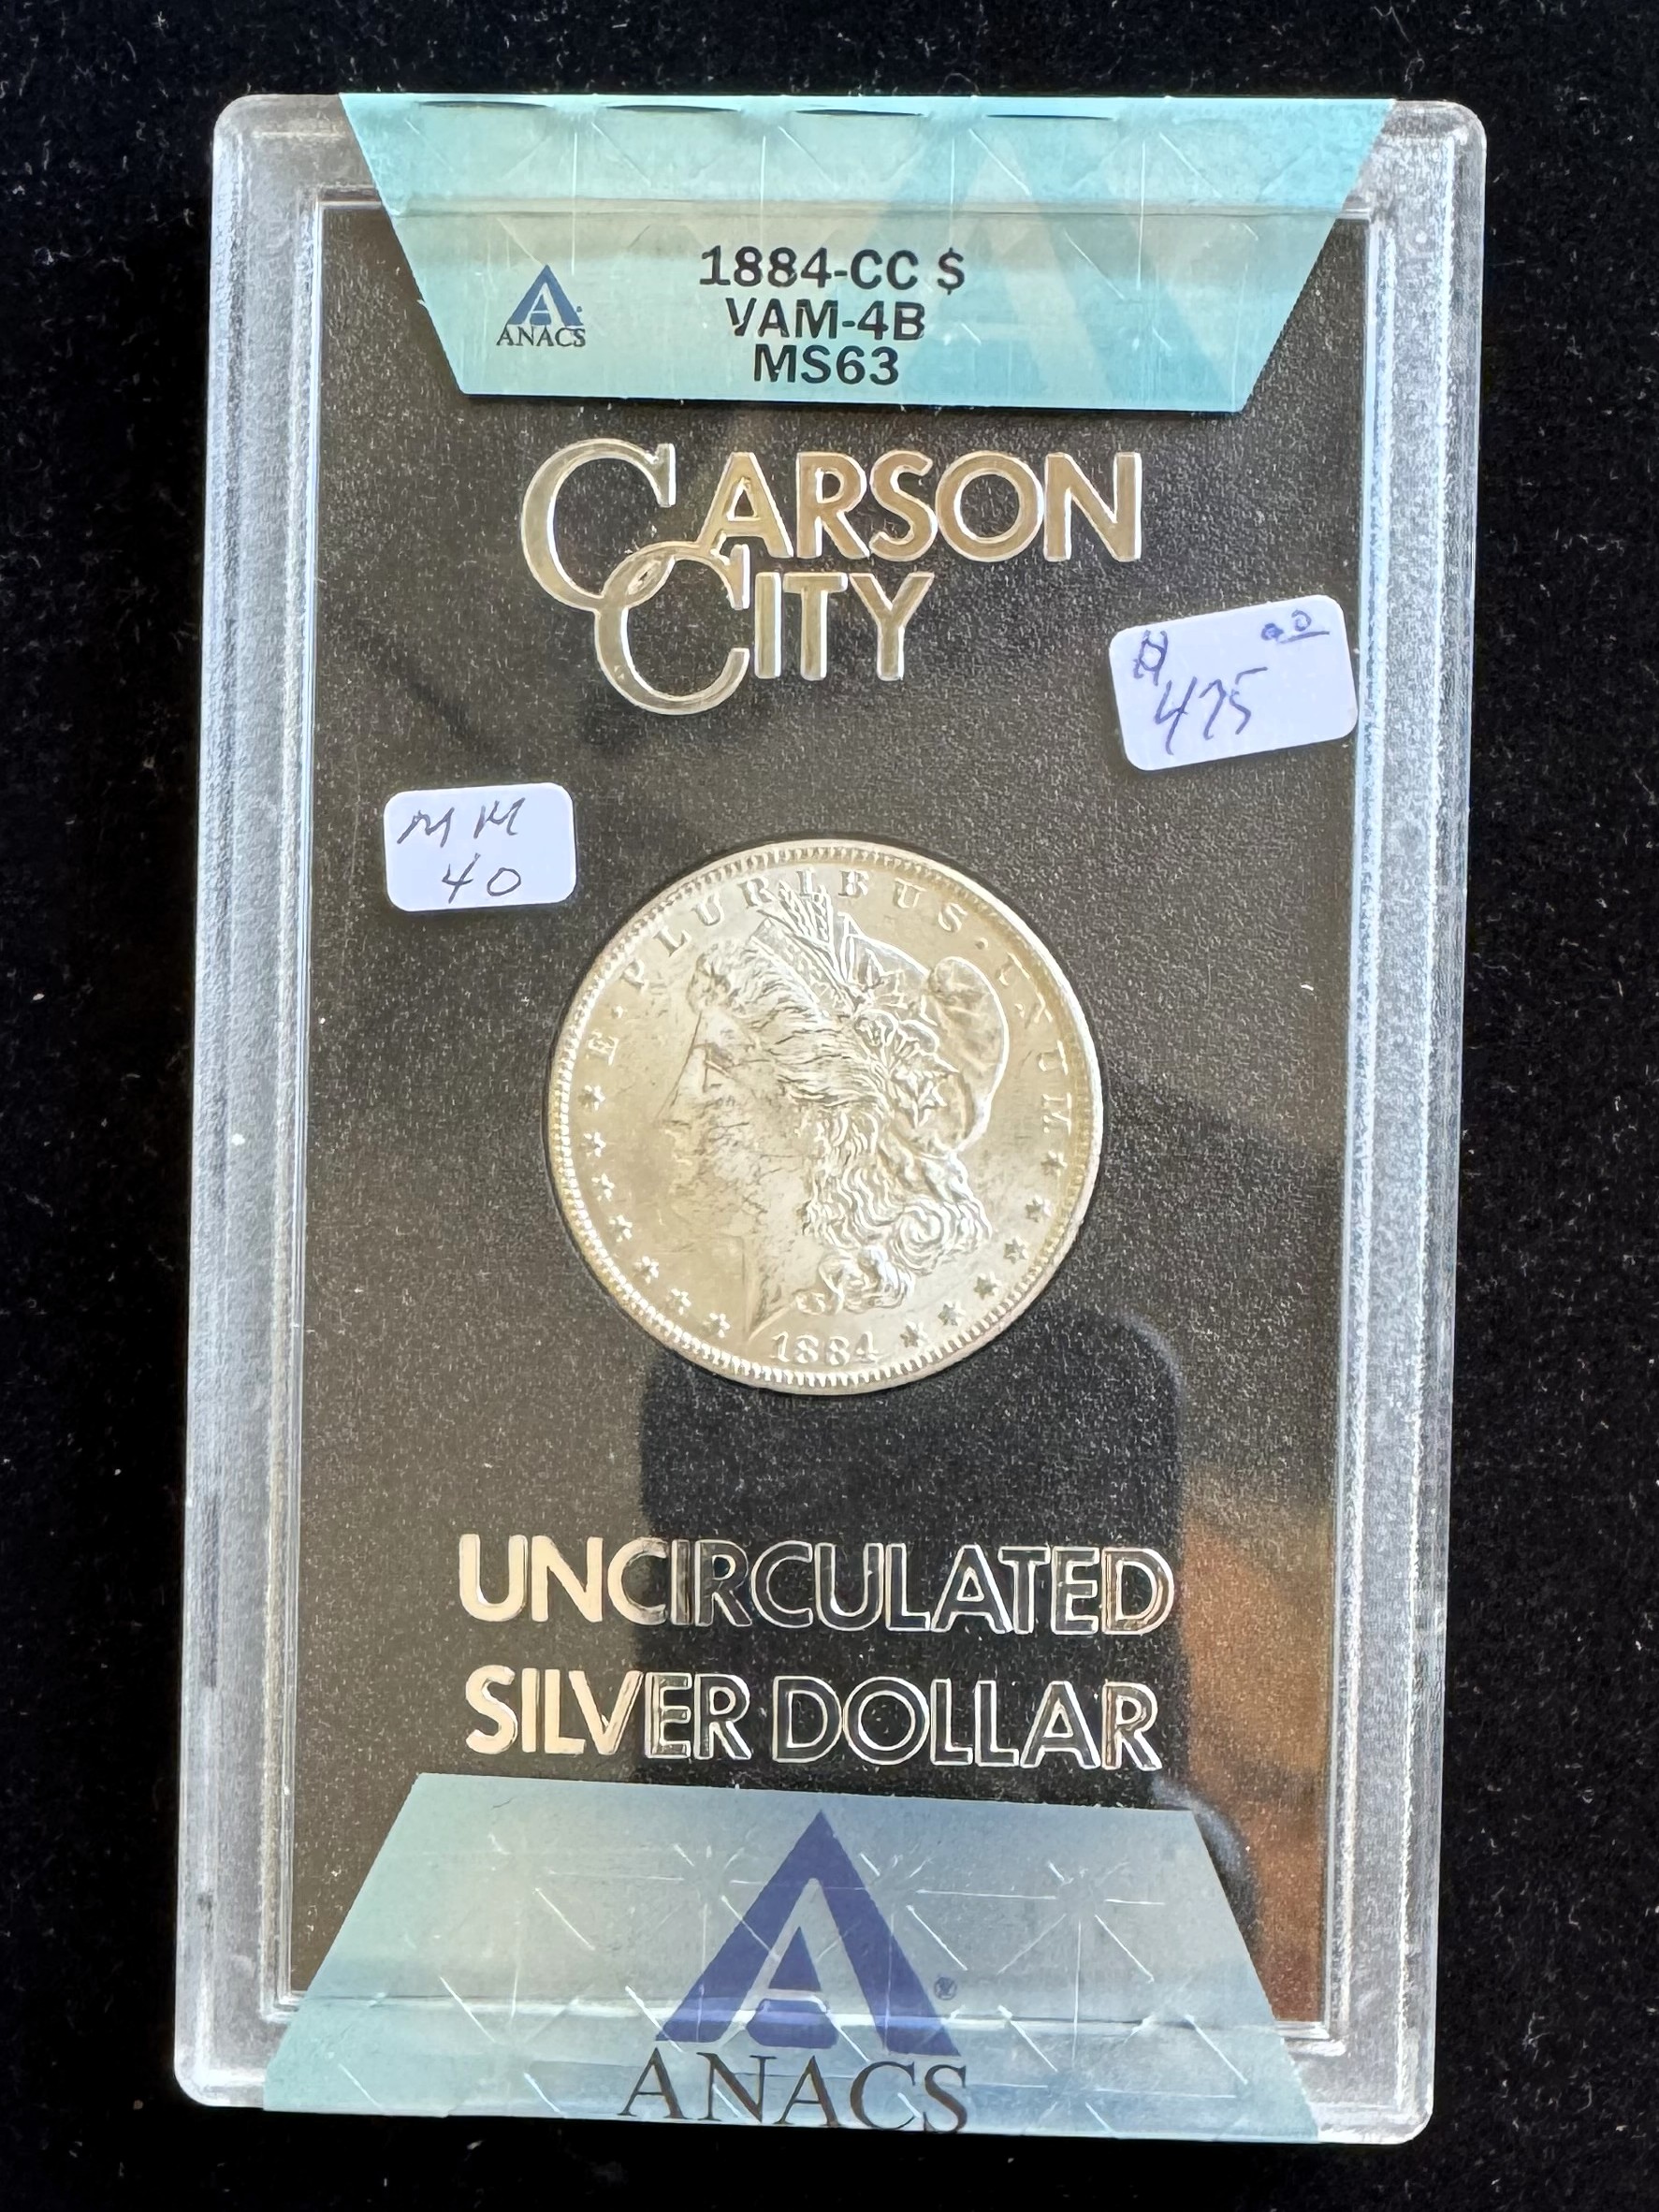 1884-CC $
VAM-4B
MS63
ANACS
CARSON
CITY
$475.00
MM
40
E·PLURIBUS·UNUM
1884
UNCIRCULATED
SILVER DOLLAR
ANACS